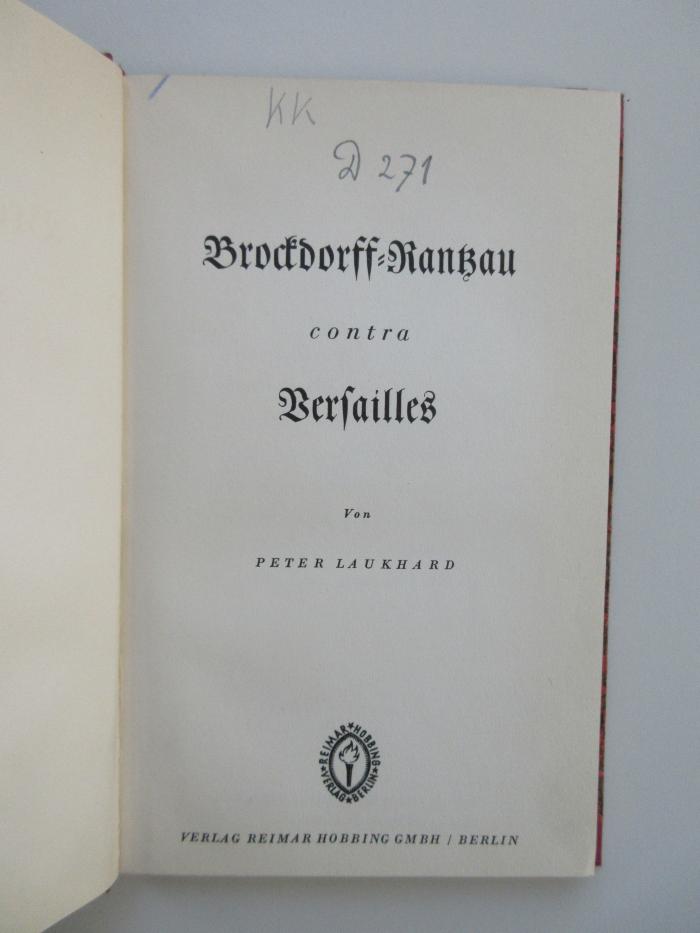 KK
D 271
Brockdorff-Rantzau
contra
Versailles
Von
PETER LAUKHARD
REIMAR HOBBING
VERLAG BERLIN
VERLAG REIMAR HOBBING GMBH / BERLIN